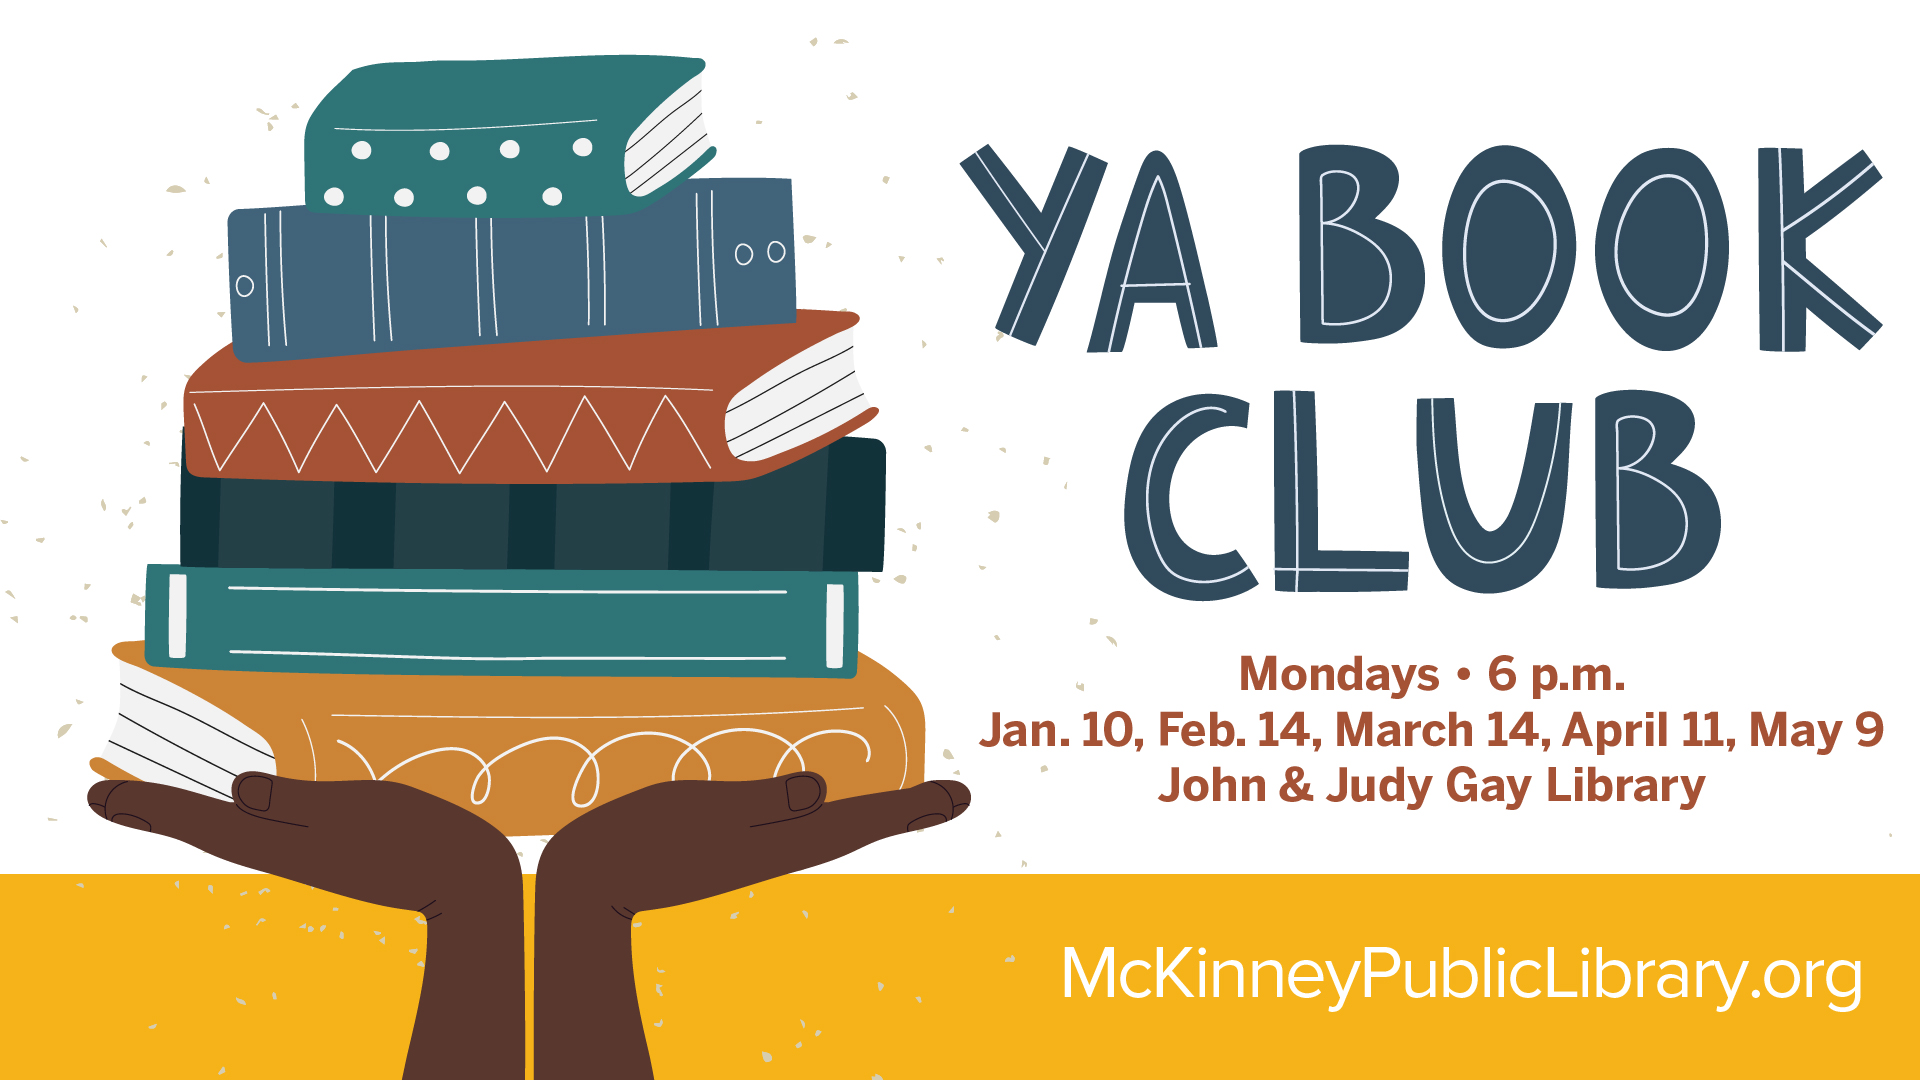 YA BOOK
CLUB
Mondays • 6 p.m.
Jan. 10, Feb. 14, March 14, April 11, May 9
John & Judy Gay Library
McKinneyPublicLibrary.org